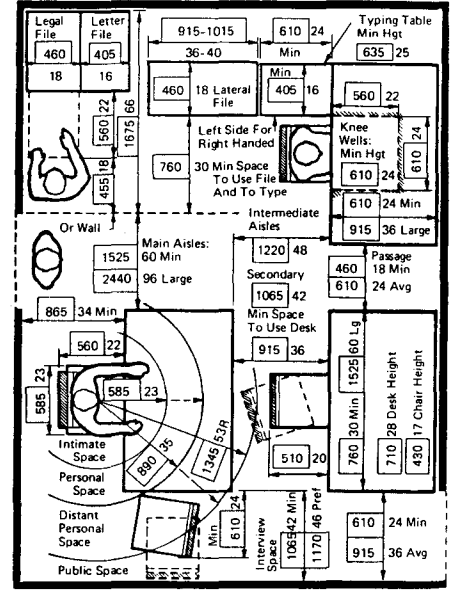 Legal File
Letter File
460
405
18
16
915-1015
36-40
610 24
Min
Typing Table
Min Hgt
635 25
460 18 Lateral
File
Min
405 16
560 22
560 22
1675 66
455 18
760 30 Min Space
To Use File
And To Type
Left Side For
Right Handed
Knee
Wells:
Min Hgt
610 24
610 24
610 24 Min
915 36 Large
Or Wall
Main Aisles:
1525 60 Min
2440 96 Large
Intermediate
Aisles
1220 48
Secondary
1065 42
Min Space
To Use Desk
915 36
Passage
460 18 Min
610 24 Avg
865 34 Min
560 22
585 23
585 23
Intimate
Space
Personal
Space
Distant
Personal
Space
Public Space
890 35
1345 53R
510 20
760 30 Min 1525 60 Lg
710 28 Desk Height
430 17 Chair Height
Min
610 24
Interview
Space
1065 42 Min
1170 46 Pref
610 24 Min
915 36 Avg